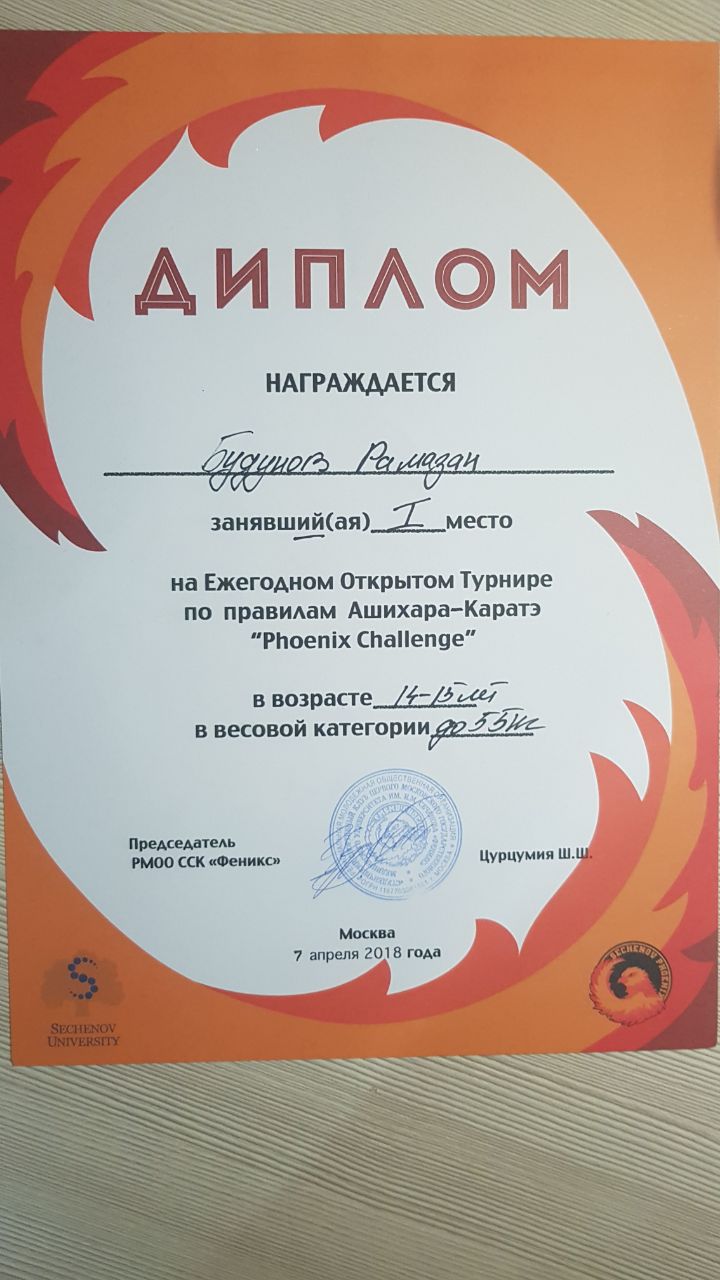 ДИПЛОМ
НАГРАЖДАЕТСЯ
Будунов Рамазан
занявший(ая) I место
на Ежегодном Открытом Турнире
по правилам Ашихара-Каратэ
“Phoenix Challenge”
в возрасте 14-15 лет
в весовой категории до 55 кг
Председатель
РМОО ССК «Феникс»
Цурцумия Ш.Ш.
Москва
7 апреля 2018 года
SECHENOV
UNIVERSITY
SECHENOV PHOENIX